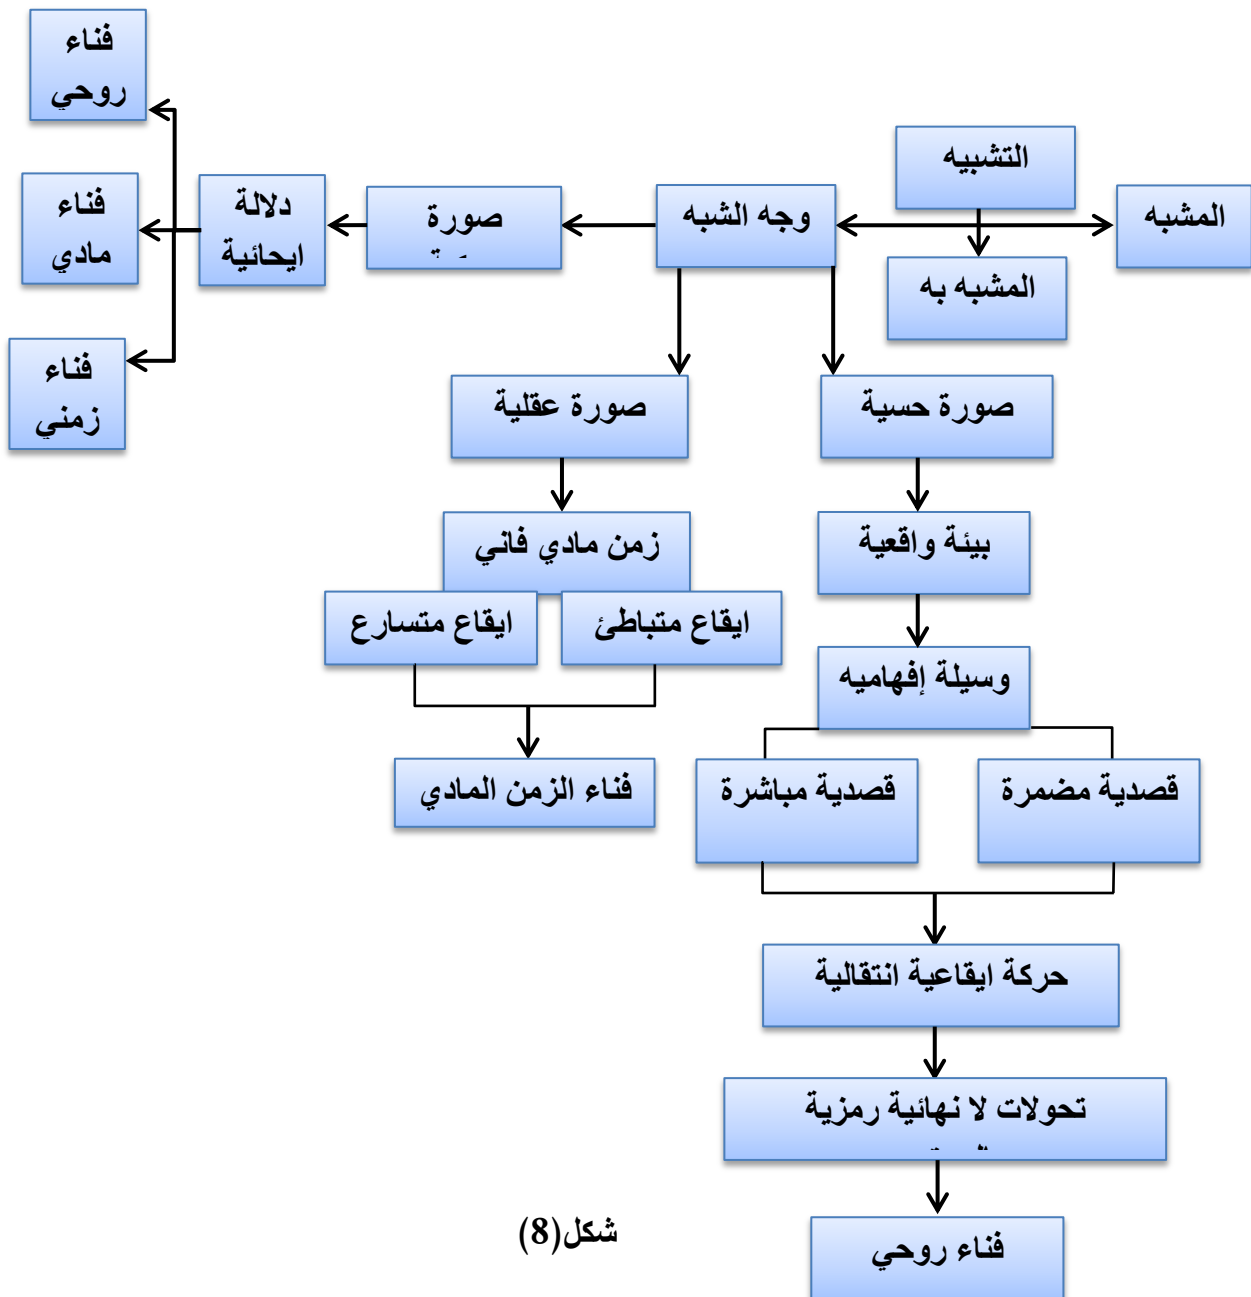 التشبيه
المشبه
المشبه به
وجه الشبه
صورة
دلالة
ايحائية
فناء
روحي
فناء
مادي
فناء
زمني
صورة حسية
بيئة واقعية
وسيلة إفهاميه
قصدية مضمرة
قصدية مباشرة
حركة ايقاعية انتقالية
تحولات لا نهائية رمزية
فناء روحي
صورة عقلية
زمن مادي فاني
ايقاع متباطئ
ايقاع متسارع
فناء الزمن المادي
شكل(8)